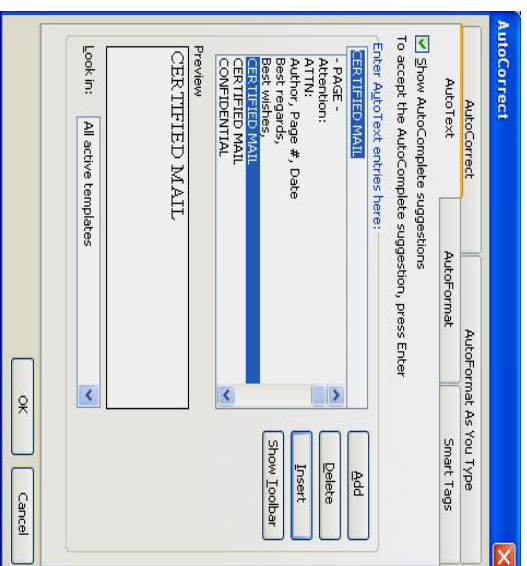 AutoCorrect
AutoCorrect
AutoFormat As You Type
AutoText
AutoFormat
Smart Tags
Show AutoComplete suggestions
To accept the AutoComplete suggestion, press Enter
Enter AutoText entries here:
CERTIFIED MAIL
- PAGE -
Attention:
ATTN:
Author, Page #, Date
Best regards,
Best wishes,
CERTIFIED MAIL
CERTIFIED MAIL
CONFIDENTIAL
Add
Delete
Insert
Show Toolbar
Preview
CERTIFIED MAIL
Look in:
All active templates
OK
Cancel